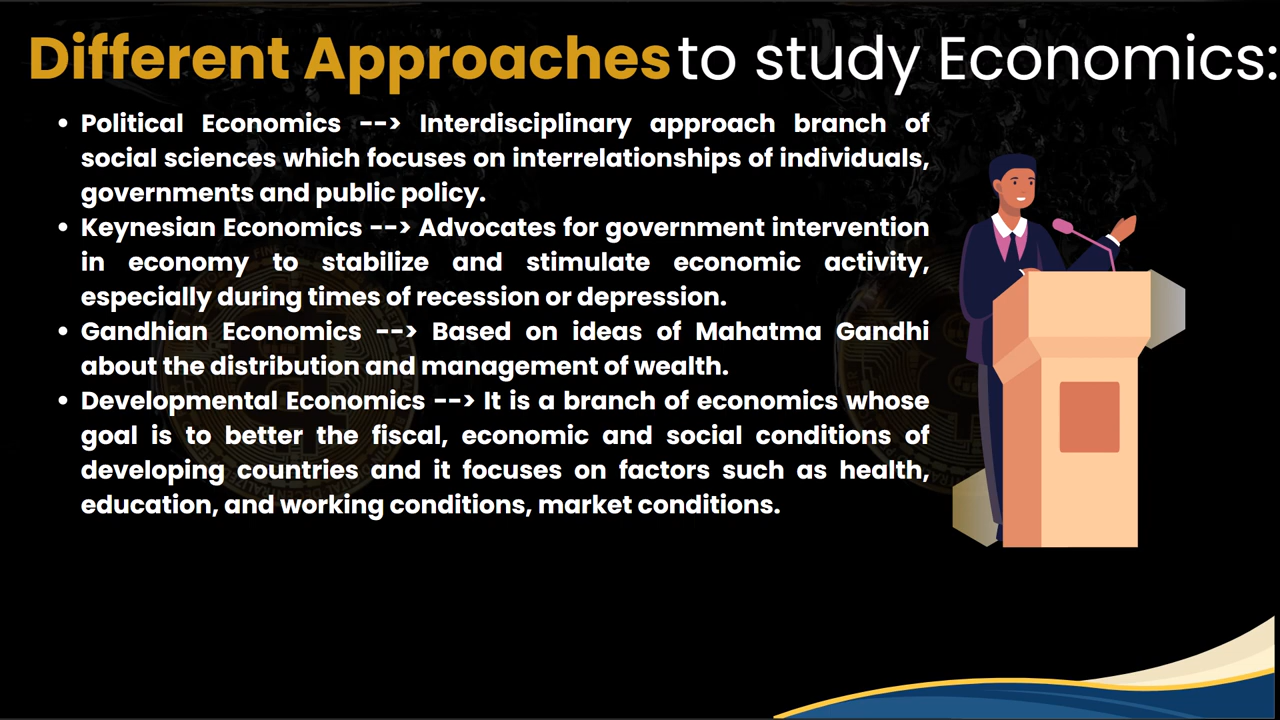 Different Approaches to study Economics:
• Political Economics --> Interdisciplinary approach branch of
social sciences which focuses on interrelationships of individuals,
governments and public policy.
• Keynesian Economics --> Advocates for government intervention
in economy to stabilize and stimulate economic activity,
especially during times of recession or depression.
• Gandhian Economics --> Based on ideas of Mahatma Gandhi
about the distribution and management of wealth.
• Developmental Economics --> It is a branch of economics whose
goal is to better the fiscal, economic and social conditions of
developing countries and it focuses on factors such as health,
education, and working conditions, market conditions.